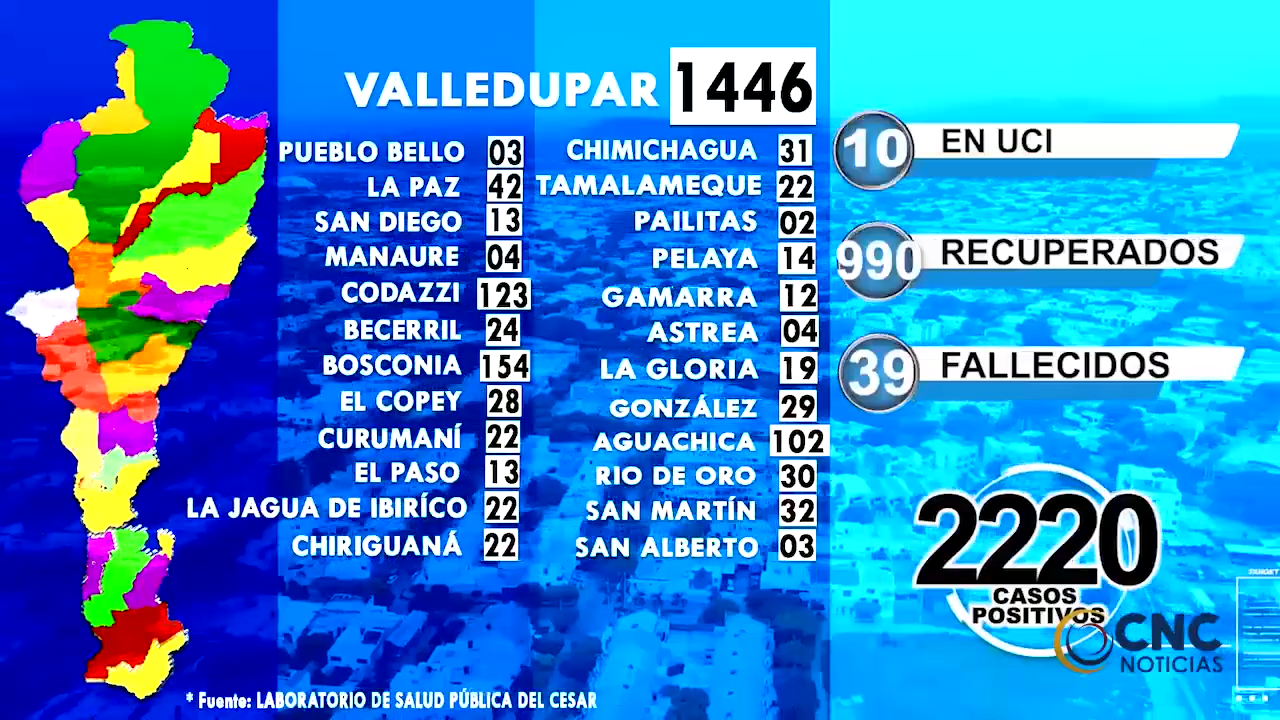 VALLEDUPAR 1446
PUEBLO BELLO 03
LA PAZ 42
SAN DIEGO 13
MANAURE 04
CODAZZI 123
BECERRIL 24
BOSCONIA 154
EL COPEY 28
CURUMANÍ 22
EL PASO 13
LA JAGUA DE IBIRÍCO 22
CHIRIGUANÁ 22
CHIMICHAGUA 31
TAMALAMEQUE 22
PAILITAS 02
PELAYA 14
GAMARRA 12
ASTREA 04
LA GLORIA 19
GONZÁLEZ 29
AGUACHICA 102
RIO DE ORO 30
SAN MARTÍN 32
SAN ALBERTO 03
10 EN UCI
990 RECUPERADOS
39 FALLECIDOS
2220
CASOS
POSITIVOS
CNC
NOTICIAS
TARGET
* Fuente: LABORATORIO DE SALUD PÚBLICA DEL CESAR